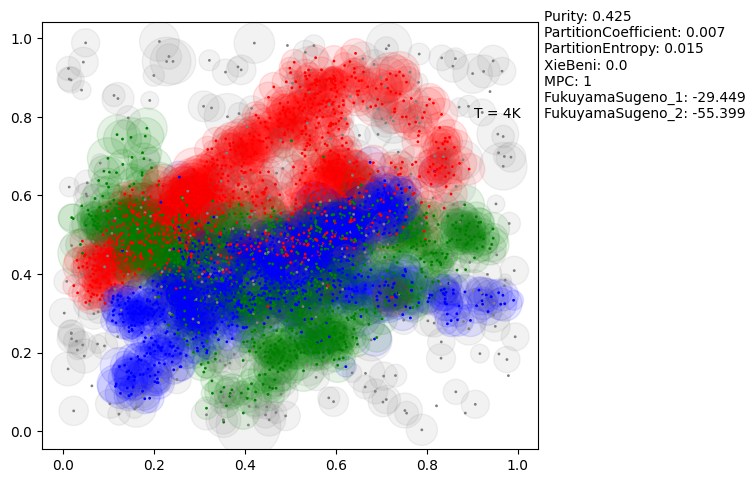 Purity: 0.425
PartitionCoefficient: 0.007
PartitionEntropy: 0.015
XieBeni: 0.0
MPC: 1
FukuyamaSugeno_1: -29.449
FukuyamaSugeno_2: -55.399
T = 4K
1.0
0.8
0.6
0.4
0.2
0.0
0.0 0.2 0.4 0.6 0.8 1.0